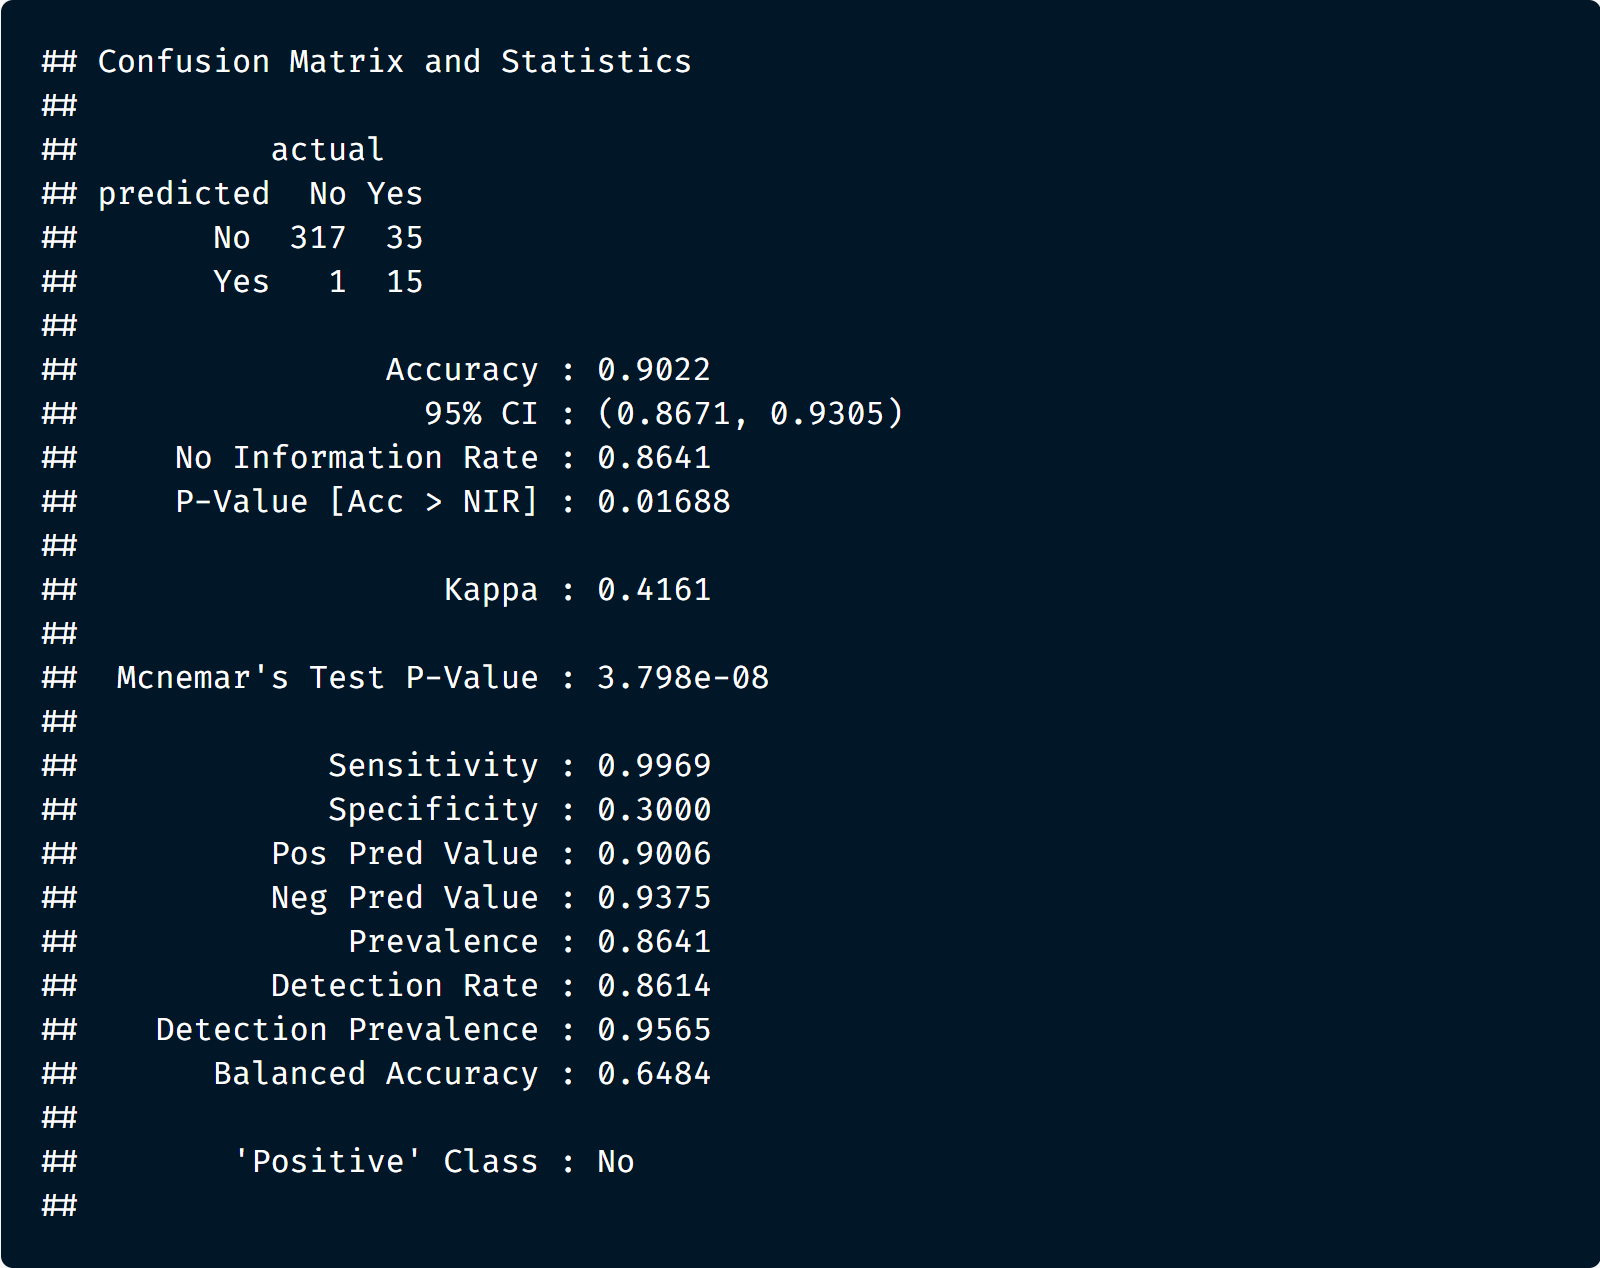 ## Confusion Matrix and Statistics
##
##           actual
## predicted  No Yes
##       No  317  35
##       Yes   1  15
##
##                Accuracy : 0.9022
##                  95% CI : (0.8671, 0.9305)
##     No Information Rate : 0.8641
##     P-Value [Acc > NIR] : 0.01688
##
##                   Kappa : 0.4161
##
##  Mcnemar's Test P-Value : 3.798e-08
##
##             Sensitivity : 0.9969
##             Specificity : 0.3000
##          Pos Pred Value : 0.9006
##          Neg Pred Value : 0.9375
##              Prevalence : 0.8641
##          Detection Rate : 0.8614
##    Detection Prevalence : 0.9565
##       Balanced Accuracy : 0.6484
##
##        'Positive' Class : No
##